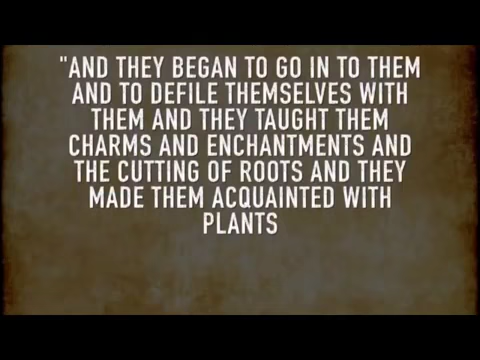 "AND THEY BEGAN TO GO IN TO THEM
AND TO DEFILE THEMSELVES WITH
THEM AND THEY TAUGHT THEM
CHARMS AND ENCHANTMENTS AND
THE CUTTING OF ROOTS AND THEY
MADE THEM ACQUAINTED WITH
PLANTS